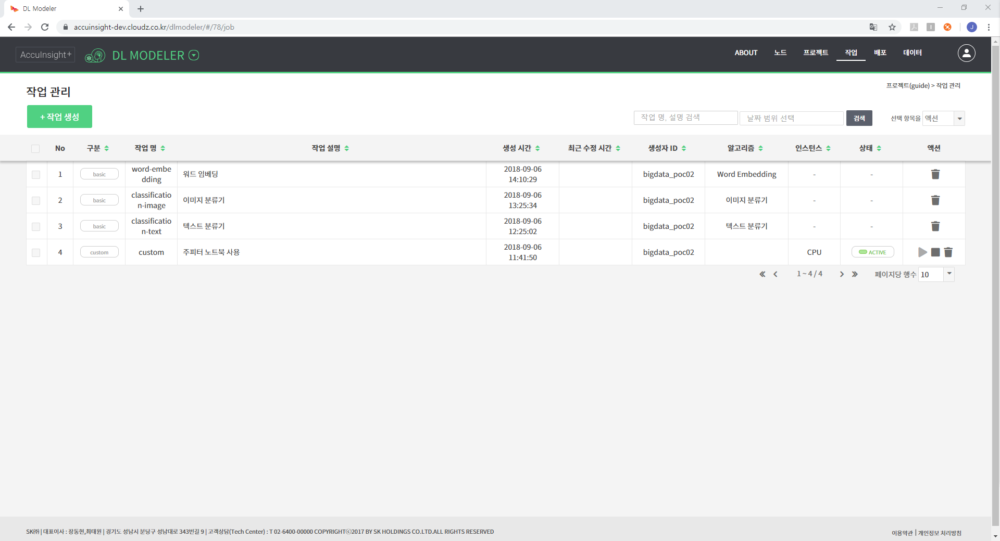 DL Modeler
accuinsight-dev.cloudz.co.kr/dlmodeler/#/78/job
J
AccuInsight+
DL MODELER
ABOUT 노드 프로젝트 작업 배포 데이터
작업 관리
프로젝트(guide) > 작업 관리
+ 작업 생성
작업 명, 설명 검색 날짜 범위 선택 검색 선택 항목을 액션
No 구분 작업 명 작업 설명 생성 시간 최근 수정 시간 생성자 ID 알고리즘 인스턴스 상태 액션
1 basic word-embe 워드 임베딩 2018-09-06 bigdata_poc02 Word Embedding - -
dding 14:10:29
2 basic classificatio 이미지 분류기 2018-09-06 bigdata_poc02 이미지 분류기 - -
n-image 13:25:34
3 basic classificatio 텍스트 분류기 2018-09-06 bigdata_poc02 텍스트 분류기 - -
n-text 12:25:02
4 custom custom 주피터 노트북 사용 2018-09-06 bigdata_poc02 CPU ACTIVE
11:41:50
1 ~ 4 / 4 페이지당 행수 10
SK㈜ | 대표이사 : 장동현,최태원 | 경기도 성남시 분당구 성남대로 343번길 9 | 고객상담(Tech Center) : T 02-6400-00000 COPYRIGHTⓒ2017 BY SK HOLDINGS CO.LTD.ALL RIGHTS RESERVED
이용약관 | 개인정보 처리방침